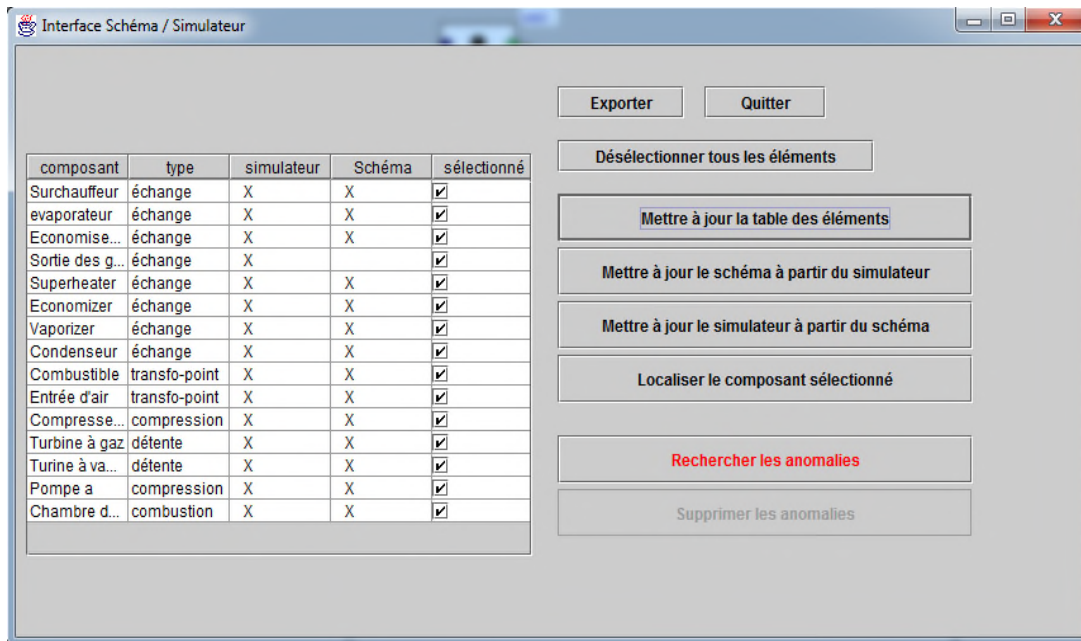 Interface Schéma / Simulateur
Exporter Quitter
Désélectionner tous les éléments
composant type simulateur Schéma sélectionné
Surchauffeur échange X X
evaporateur échange X X
Economise... échange X X
Sortie des g... échange X
Superheater échange X X
Economizer échange X X
Vaporizer échange X X
Condenseur échange X X
Combustible transfo-point X X
Entrée d'air transfo-point X X
Compresse... compression X X
Turbine à gaz détente X X
Turine à va... détente X X
Pompe a compression X X
Chambre d... combustion X X
Mettre à jour la table des éléments
Mettre à jour le schéma à partir du simulateur
Mettre à jour le simulateur à partir du schéma
Localiser le composant sélectionné
Rechercher les anomalies
Supprimer les anomalies